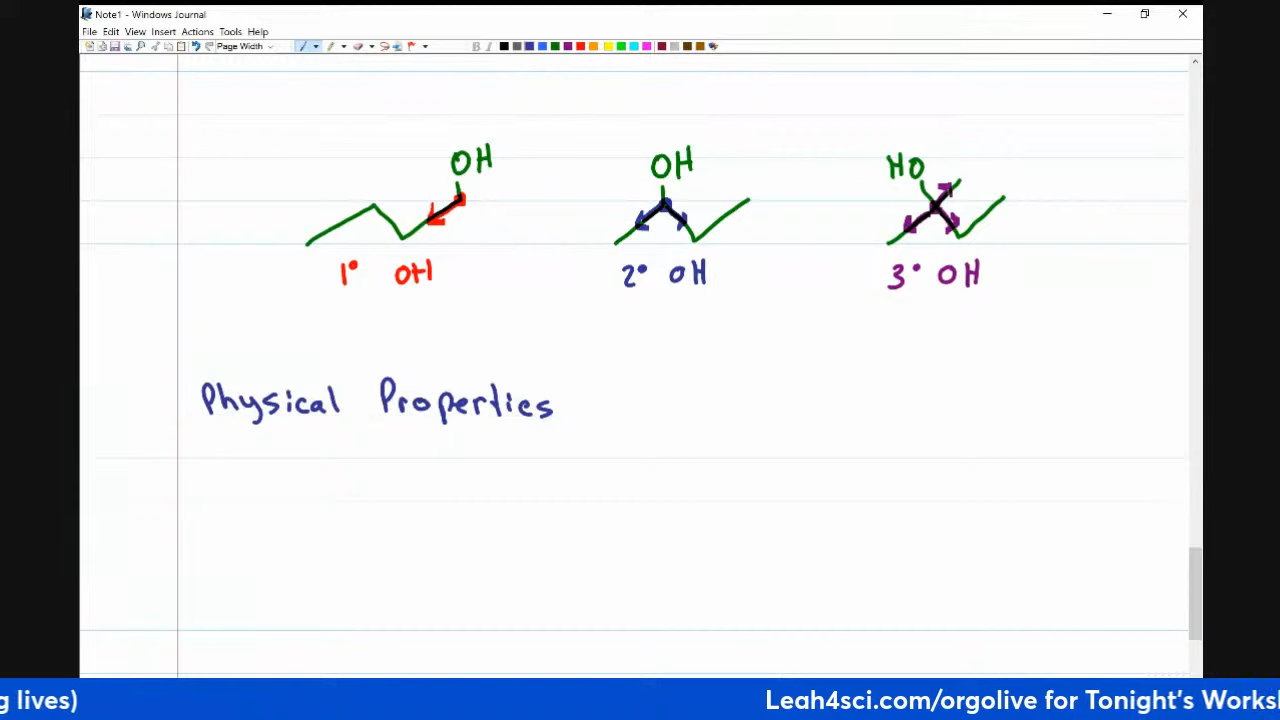 Note1 - Windows Journal
File Edit View Insert Actions Tools Help
Page Width
B I
OH OH HO
1° OH 2° OH 3° OH
Physical Properties
g lives) Leah4sci.com/orgolive for Tonight's Works